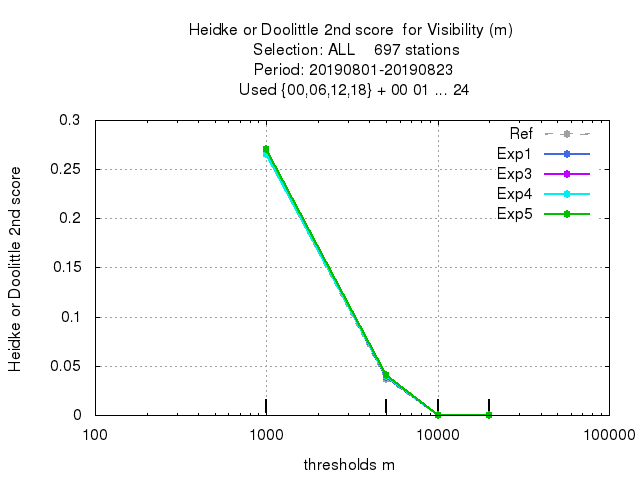 Heidke or Doolittle 2nd score  for Visibility (m)
Selection: ALL    697 stations
Period: 20190801-20190823
Used {00,06,12,18} + 00 01 ... 24
Heidke or Doolittle 2nd score
0.3
0.25
0.2
0.15
0.1
0.05
0
Ref
Exp1
Exp3
Exp4
Exp5
100 1000 10000 100000
thresholds m